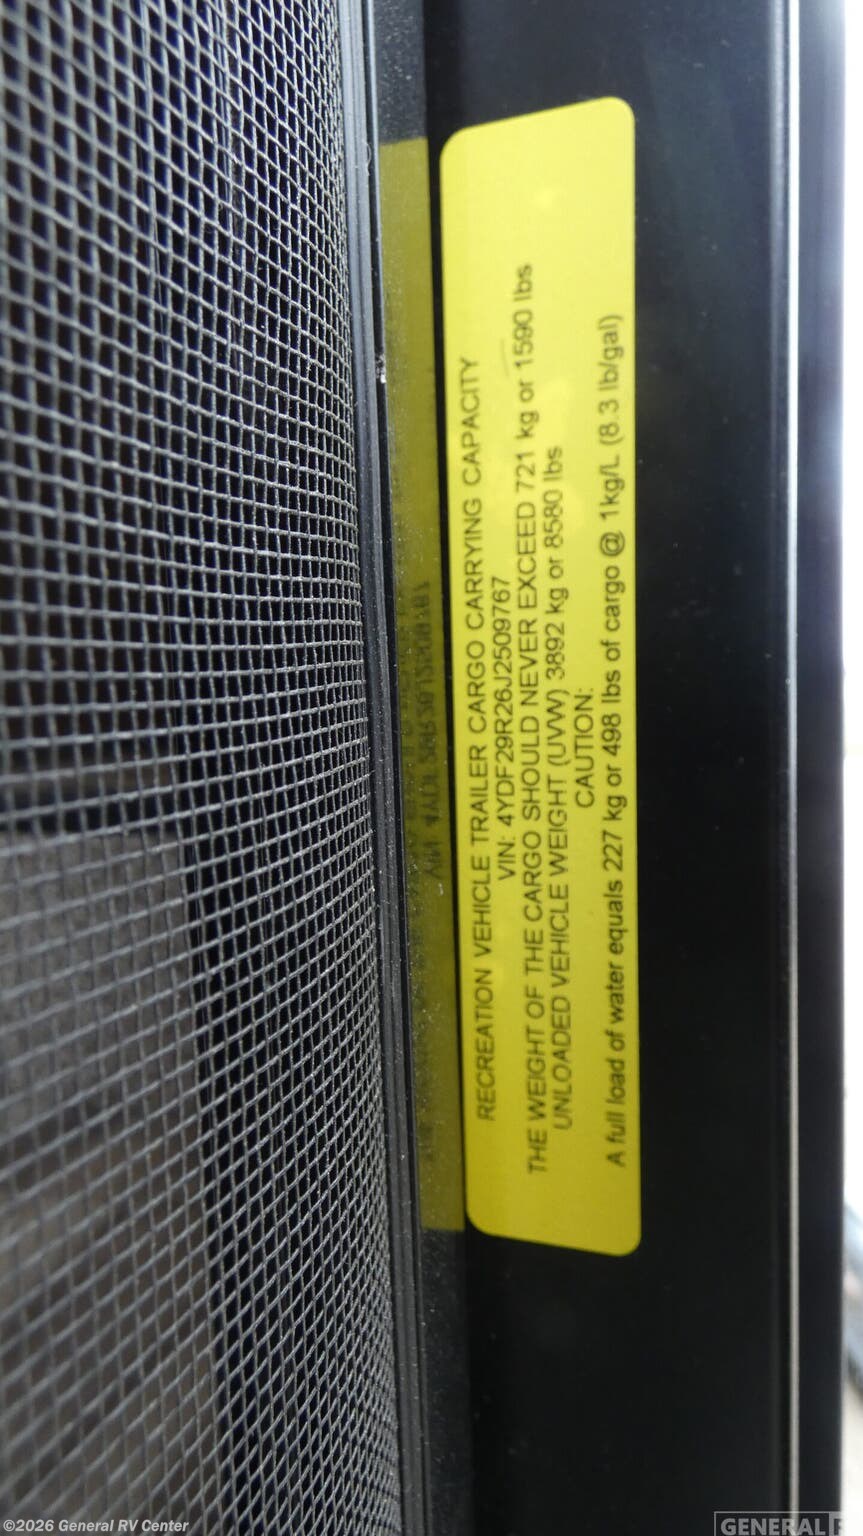 RECREATION VEHICLE TRAILER CARGO CARRYING CAPACITY
VIN: 4YDF29R26J2509767
THE WEIGHT OF THE CARGO SHOULD NEVER EXCEED 721 kg or 1590 lbs
UNLOADED VEHICLE WEIGHT (UVW) 3892 kg or 8580 lbs
CAUTION:
A full load of water equals 227 kg or 498 lbs of cargo @ 1kg/L (8.3 lb/gal)
©2026 General RV Center
GENERAL R